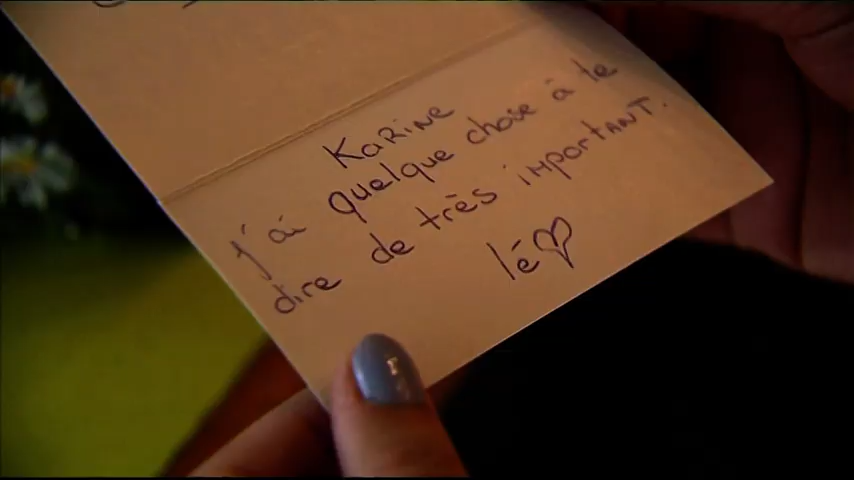 Karine
j'ai quelque chose à te
dire de très important.
lé